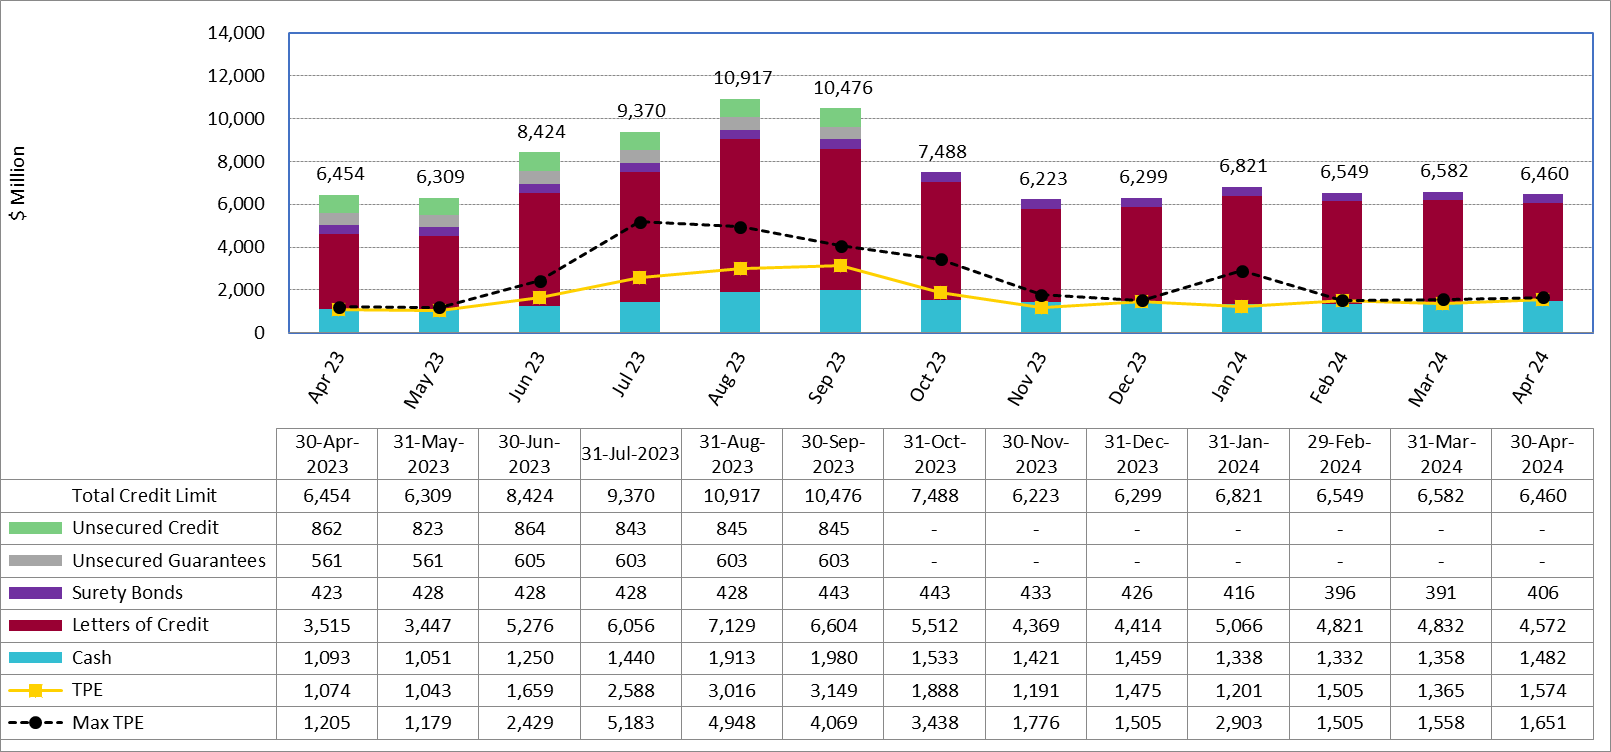 14,000
12,000
10,000
8,000
6,000
4,000
2,000
0
$ Million
6,454
6,309
8,424
9,370
10,917
10,476
7,488
6,223
6,299
6,821
6,549
6,582
6,460
Apr 23
May 23
Jun 23
Jul 23
Aug 23
Sep 23
Oct 23
Nov 23
Dec 23
Jan 24
Feb 24
Mar 24
Apr 24
30-Apr-2023 31-May-2023 30-Jun-2023 31-Jul-2023 31-Aug-2023 30-Sep-2023 31-Oct-2023 30-Nov-2023 31-Dec-2023 31-Jan-2024 29-Feb-2024 31-Mar-2024 30-Apr-2024
Total Credit Limit 6,454 6,309 8,424 9,370 10,917 10,476 7,488 6,223 6,299 6,821 6,549 6,582 6,460
Unsecured Credit 862 823 864 843 845 845 - - - - - - -
Unsecured Guarantees 561 561 605 603 603 603 - - - - - - -
Surety Bonds 423 428 428 428 428 443 443 433 426 416 396 391 406
Letters of Credit 3,515 3,447 5,276 6,056 7,129 6,604 5,512 4,369 4,414 5,066 4,821 4,832 4,572
Cash 1,093 1,051 1,250 1,440 1,913 1,980 1,533 1,421 1,459 1,338 1,332 1,358 1,482
TPE 1,074 1,043 1,659 2,588 3,016 3,149 1,888 1,191 1,475 1,201 1,505 1,365 1,574
Max TPE 1,205 1,179 2,429 5,183 4,948 4,069 3,438 1,776 1,505 2,903 1,505 1,558 1,651